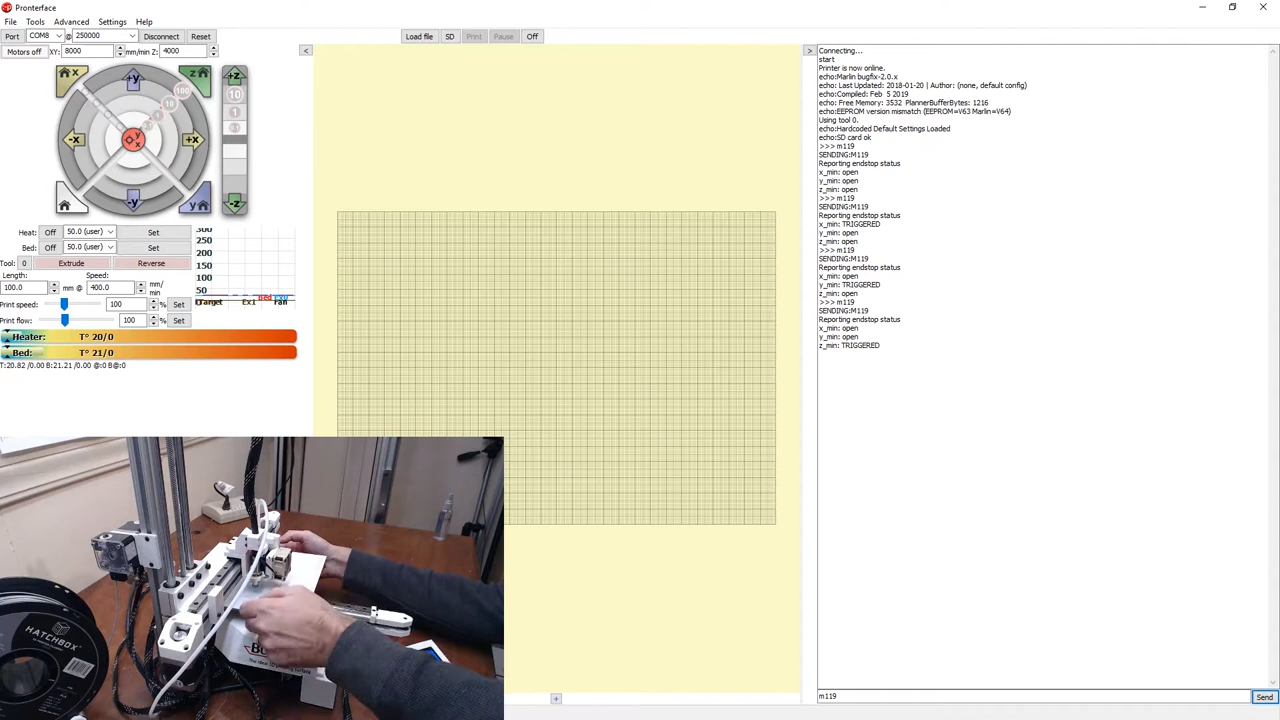 Pronterface
File Tools Advanced Settings Help
Port COM8 @ 250000 Disconnect Reset
Load file SD Print Pause Off
Motors off XY: 8000 mm/min Z: 4000
< >
x +y z 100
10 10
1
-x y x +x
-y y -z
+z
Heat: Off 50.0 (user) Set
Bed: Off 50.0 (user) Set
Tool: 0 Extrude Reverse
Length: Speed:
100.0 mm @ 400.0 mm/
min
Print speed: 100 % Set
Print flow: 100 % Set
300
250
200
150
100
50
Bed Ex0
Target Ex1 Fan
Heater: T° 20/0
Bed: T° 21/0
T:20.82 /0.00 B:21.21 /0.00 @:0 B@:0
Connecting...
start
Printer is now online.
echo:Marlin bugfix-2.0.x
echo: Last Updated: 2018-01-20 | Author: (none, default config)
echo:Compiled: Feb  5 2019
echo: Free Memory: 3532  PlannerBufferBytes: 1216
echo:EEPROM version mismatch (EEPROM=V63 Marlin=V64)
Using tool 0.
echo:Hardcoded Default Settings Loaded
echo:SD card ok
>>> m119
SENDING:M119
Reporting endstop status
x_min: open
y_min: open
z_min: open
>>> m119
SENDING:M119
Reporting endstop status
x_min: TRIGGERED
y_min: open
z_min: open
>>> m119
SENDING:M119
Reporting endstop status
x_min: open
y_min: TRIGGERED
z_min: open
>>> m119
SENDING:M119
Reporting endstop status
x_min: open
y_min: open
z_min: TRIGGERED
HATCHBOX
+
m119 Send